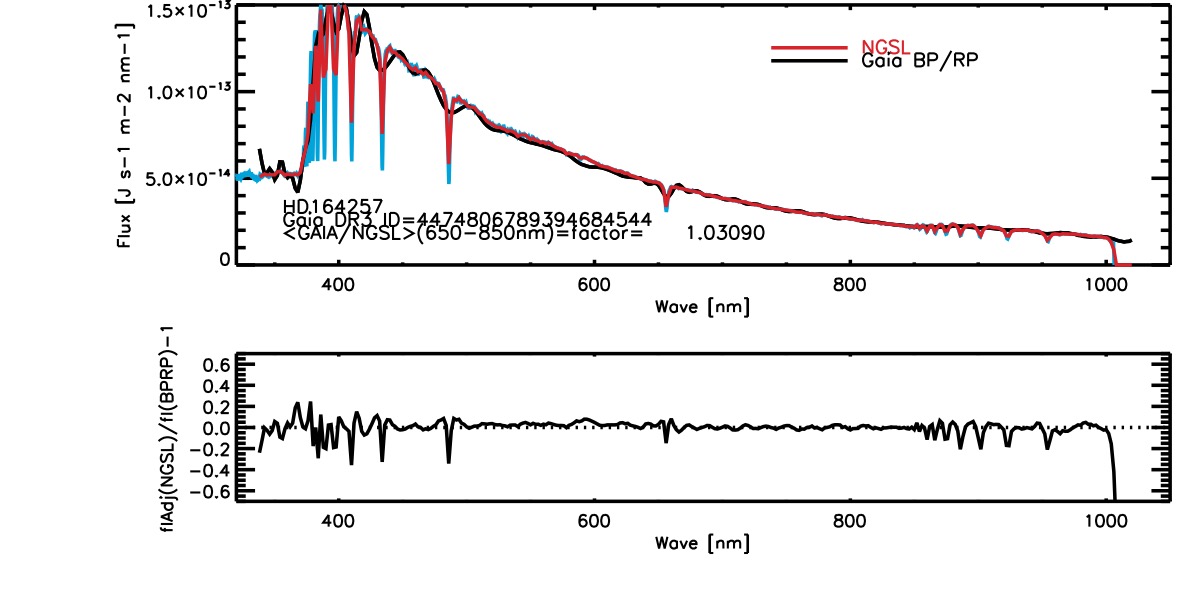 1.5×10−13
1.0×10−13
5.0×10−14
0
Flux [J s−1 m−2 nm−1]
NGSL
Gaia BP/RP
HD164257
Gaia DR3 ID=4474806789394684544
<GAIA/NGSL>(650−850nm)=factor= 1.03090
400 600 800 1000
Wave [nm]
flAdj(NGSL)/fl(BPRP)−1
0.6
0.4
0.2
0.0
−0.2
−0.4
−0.6
400 600 800 1000
Wave [nm]